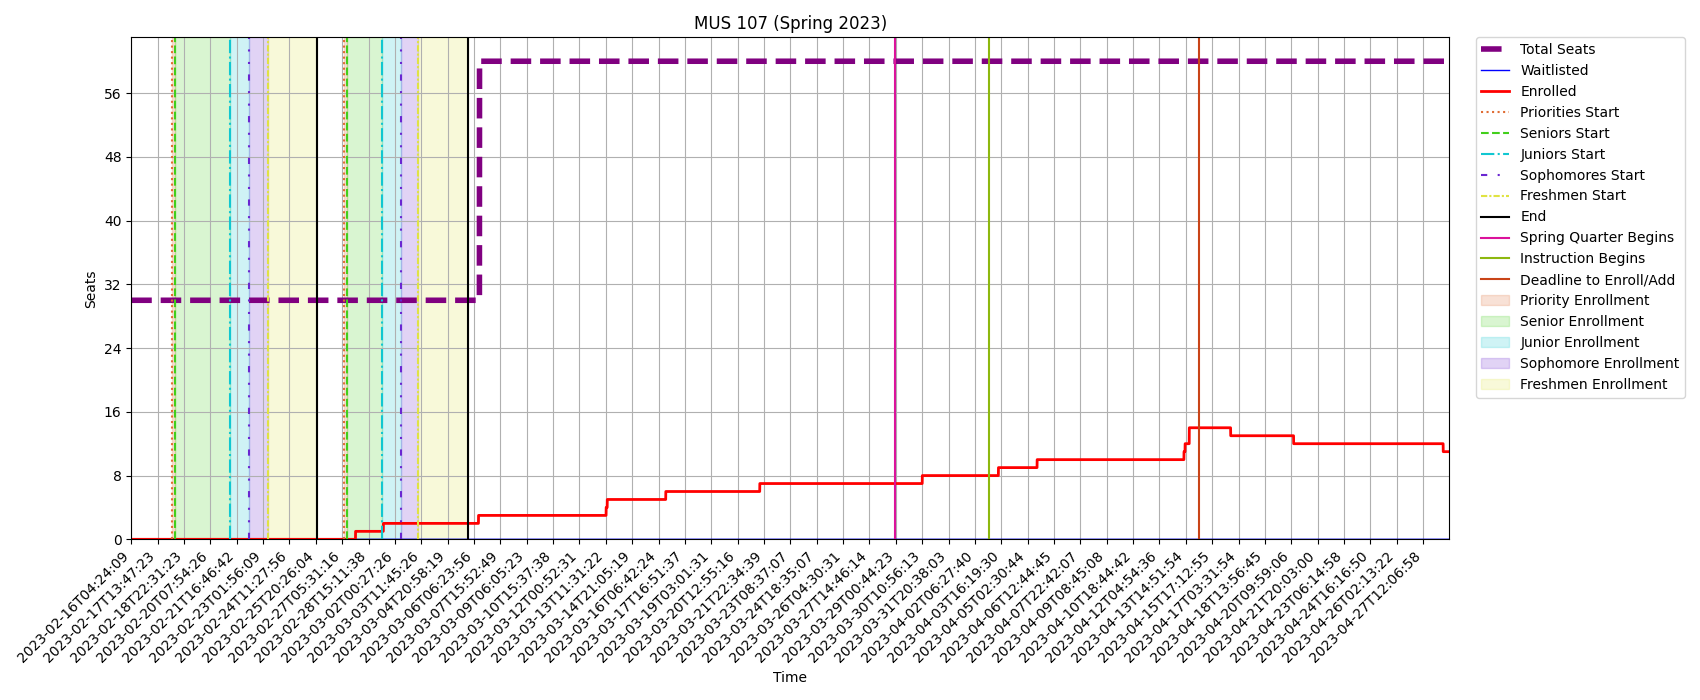 MUS 107 (Spring 2023)
Seats
56
48
40
32
24
16
8
0
2023-02-16T04:24:09
2023-02-17T13:47:23
2023-02-18T22:31:23
2023-02-20T07:54:26
2023-02-21T16:46:42
2023-02-23T01:56:09
2023-02-24T11:27:56
2023-02-25T20:26:04
2023-02-27T05:31:16
2023-02-28T15:11:38
2023-03-02T00:27:26
2023-03-03T11:45:26
2023-03-04T20:58:19
2023-03-06T06:23:56
2023-03-07T15:52:49
2023-03-09T06:05:23
2023-03-10T15:37:38
2023-03-12T00:52:31
2023-03-13T11:31:22
2023-03-14T21:05:19
2023-03-16T06:42:24
2023-03-17T16:51:37
2023-03-19T03:01:31
2023-03-20T12:55:16
2023-03-21T22:34:39
2023-03-23T08:37:07
2023-03-24T18:35:07
2023-03-26T04:30:31
2023-03-27T14:46:14
2023-03-29T00:44:23
2023-03-30T10:56:13
2023-03-31T20:38:03
2023-04-02T06:27:40
2023-04-03T16:19:30
2023-04-05T02:30:44
2023-04-06T12:44:45
2023-04-07T22:42:07
2023-04-09T08:45:08
2023-04-10T18:44:42
2023-04-12T04:54:36
2023-04-13T14:51:54
2023-04-15T17:12:55
2023-04-17T03:31:54
2023-04-18T13:56:45
2023-04-20T09:59:06
2023-04-21T20:03:00
2023-04-23T06:14:58
2023-04-24T16:16:50
2023-04-26T02:13:22
2023-04-27T12:06:58
Time
Total Seats
Waitlisted
Enrolled
Priorities Start
Seniors Start
Juniors Start
Sophomores Start
Freshmen Start
End
Spring Quarter Begins
Instruction Begins
Deadline to Enroll/Add
Priority Enrollment
Senior Enrollment
Junior Enrollment
Sophomore Enrollment
Freshmen Enrollment